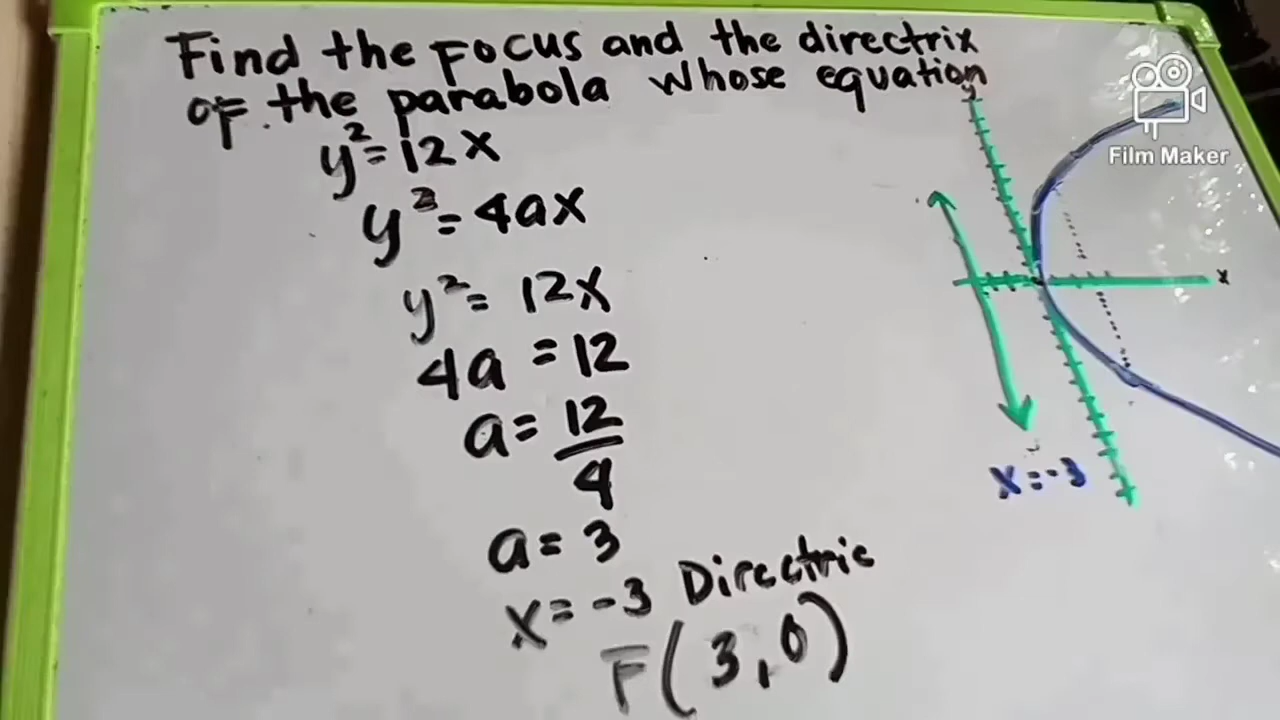 Find the Focus and the directrix
of the parabola whose equation
y² = 12x
y² = 4ax
y² = 12x
4a = 12
a = 12/4
a = 3
x = -3 Directric
F(3,0)
y
x
x = -3
Film Maker